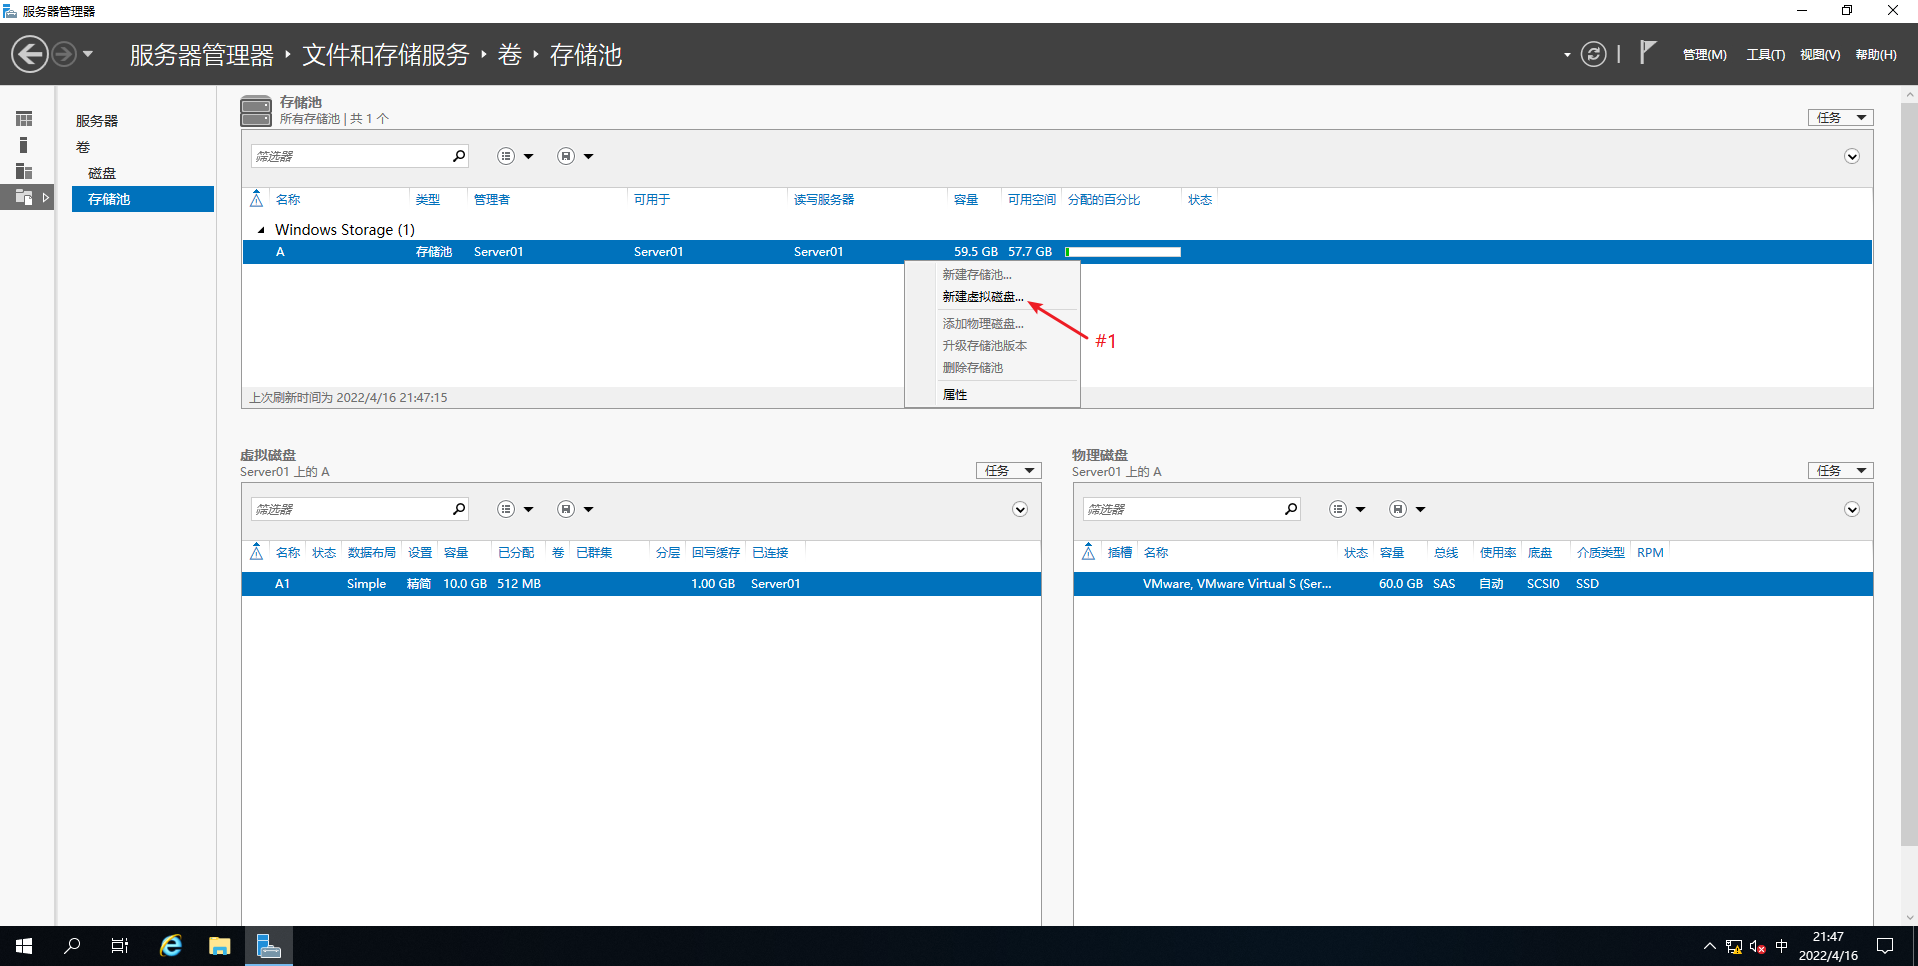 服务器管理器
服务器管理器 · 文件和存储服务 · 卷 · 存储池
管理(M) 工具(T) 视图(V) 帮助(H)
服务器
卷
磁盘
存储池
存储池
所有存储池 | 共 1 个
任务
筛选器
名称 类型 管理者 可用于 读写服务器 容量 可用空间 分配的百分比 状态
Windows Storage (1)
A 存储池 Server01 Server01 Server01 59.5 GB 57.7 GB
新建存储池...
新建虚拟磁盘...
添加物理磁盘...
升级存储池版本
删除存储池
属性
#1
上次刷新时间为 2022/4/16 21:47:15
虚拟磁盘
Server01 上的 A
任务
筛选器
名称 状态 数据布局 设置 容量 已分配 卷 已群集 分层 回写缓存 已连接
A1 Simple 精简 10.0 GB 512 MB 1.00 GB Server01
物理磁盘
Server01 上的 A
任务
筛选器
插槽 名称 状态 容量 总线 使用率 底盘 介质类型 RPM
VMware, VMware Virtual S (Ser... 60.0 GB SAS 自动 SCSI0 SSD
中
21:47
2022/4/16